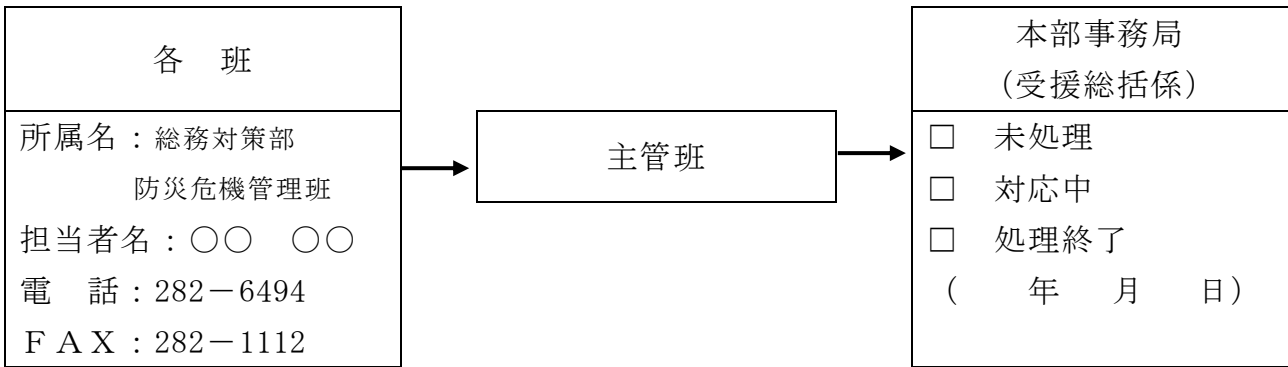 各　班
所属名：総務対策部
防災危機管理班
担当者名：○○　○○
電　話：282－6494
ＦＡＸ：282－1112
主管班
本部事務局
（受援総括係）
□　未処理
□　対応中
□　処理終了
（　　年　　月　　日）